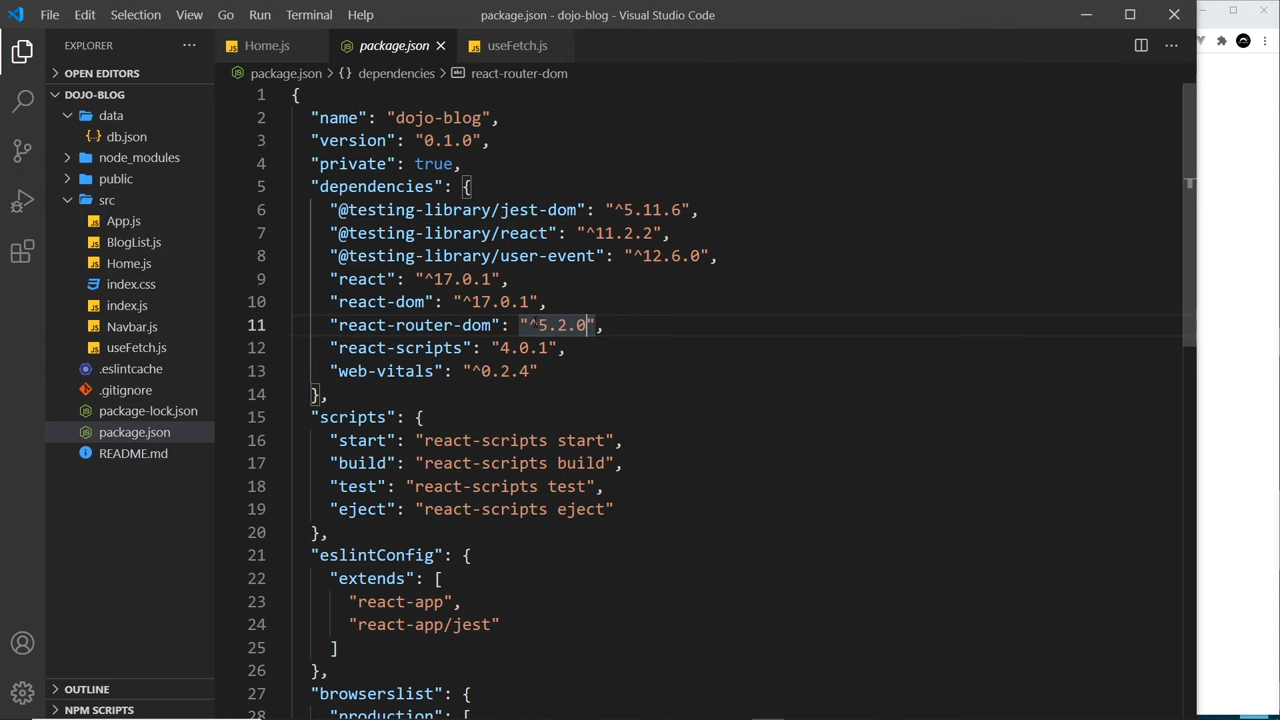 File Edit Selection View Go Run Terminal Help package.json - dojo-blog - Visual Studio Code
EXPLORER
OPEN EDITORS
DOJO-BLOG
data
db.json
node_modules
public
src
App.js
BlogList.js
Home.js
index.css
index.js
Navbar.js
useFetch.js
.eslintcache
.gitignore
package-lock.json
package.json
README.md
OUTLINE
NPM SCRIPTS
Home.js package.json useFetch.js
package.json > {} dependencies > react-router-dom
1 {
2 "name": "dojo-blog",
3 "version": "0.1.0",
4 "private": true,
5 "dependencies": {
6 "@testing-library/jest-dom": "^5.11.6",
7 "@testing-library/react": "^11.2.2",
8 "@testing-library/user-event": "^12.6.0",
9 "react": "^17.0.1",
10 "react-dom": "^17.0.1",
11 "react-router-dom": "^5.2.0",
12 "react-scripts": "4.0.1",
13 "web-vitals": "^0.2.4"
14 },
15 "scripts": {
16 "start": "react-scripts start",
17 "build": "react-scripts build",
18 "test": "react-scripts test",
19 "eject": "react-scripts eject"
20 },
21 "eslintConfig": {
22 "extends": [
23 "react-app",
24 "react-app/jest"
25 ]
26 },
27 "browserslist": {
28 "production": [